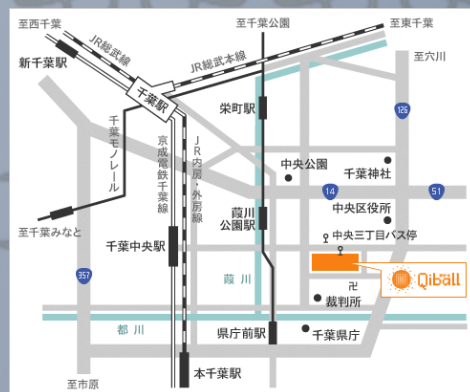 至西千葉
至千葉公園
至東千葉
JR総武線
JR総武本線
至穴川
新千葉駅
千葉駅
栄町駅
126
千葉モノレール
京成電鉄千葉線
JR内房・外房線
中央公園
千葉神社
14
51
中央区役所
葭川
公園駅
至千葉みなと
千葉中央駅
中央三丁目バス停
357
葭川
卍
Qiball
裁判所
都川
県庁前駅
千葉県庁
本千葉駅
至市原